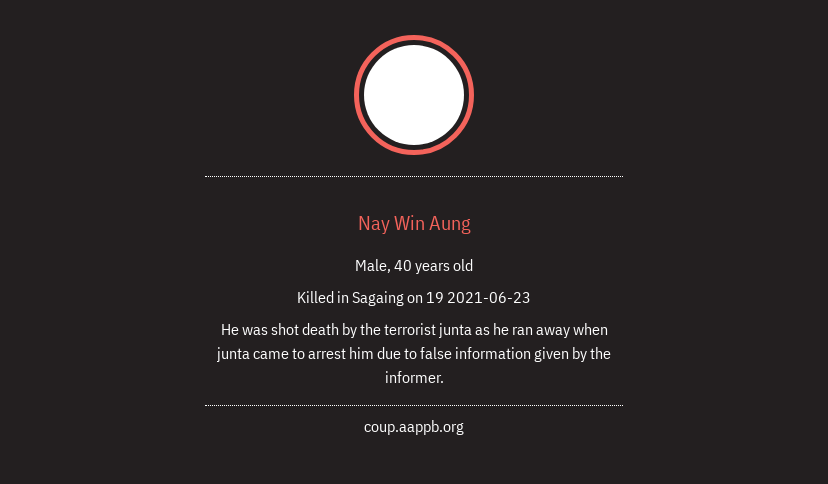 Nay Win Aung
Male, 40 years old
Killed in Sagaing on 19 2021-06-23
He was shot death by the terrorist junta as he ran away when
junta came to arrest him due to false information given by the
informer.
coup.aappb.org